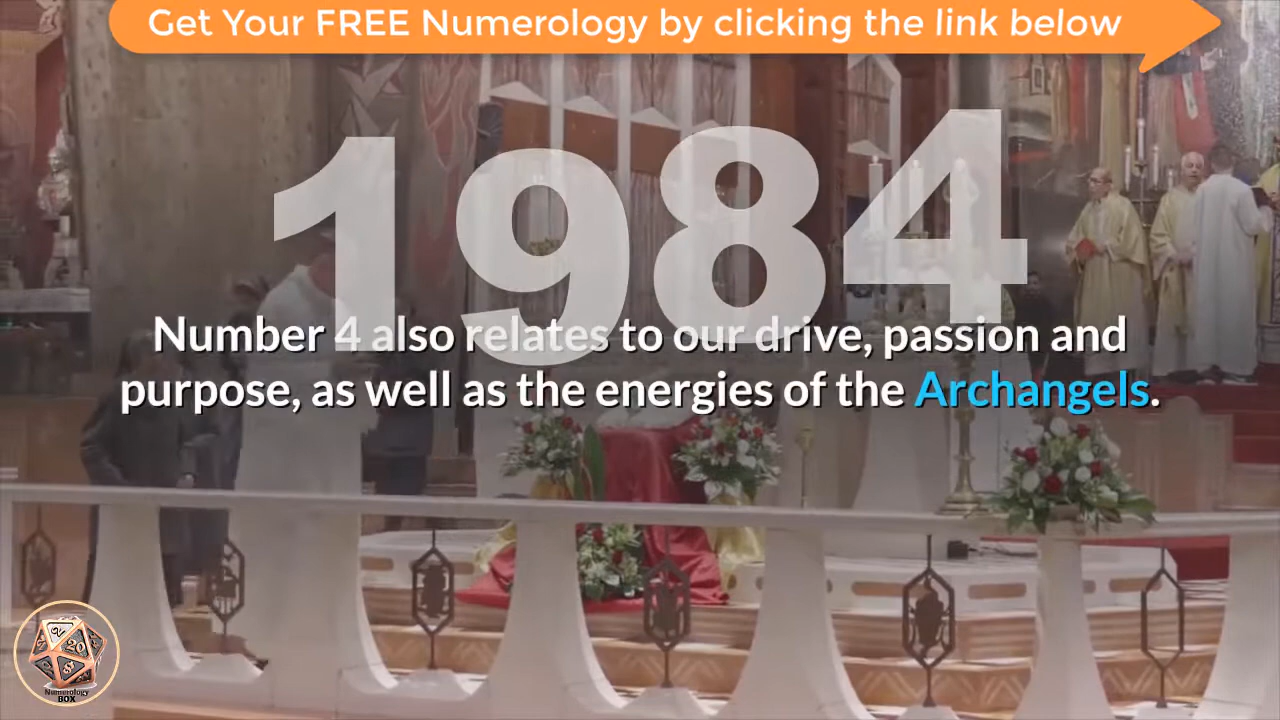 Get Your FREE Numerology by clicking the link below
1984
Number 4 also relates to our drive, passion and
purpose, as well as the energies of the Archangels.
20
Numerology
BOX